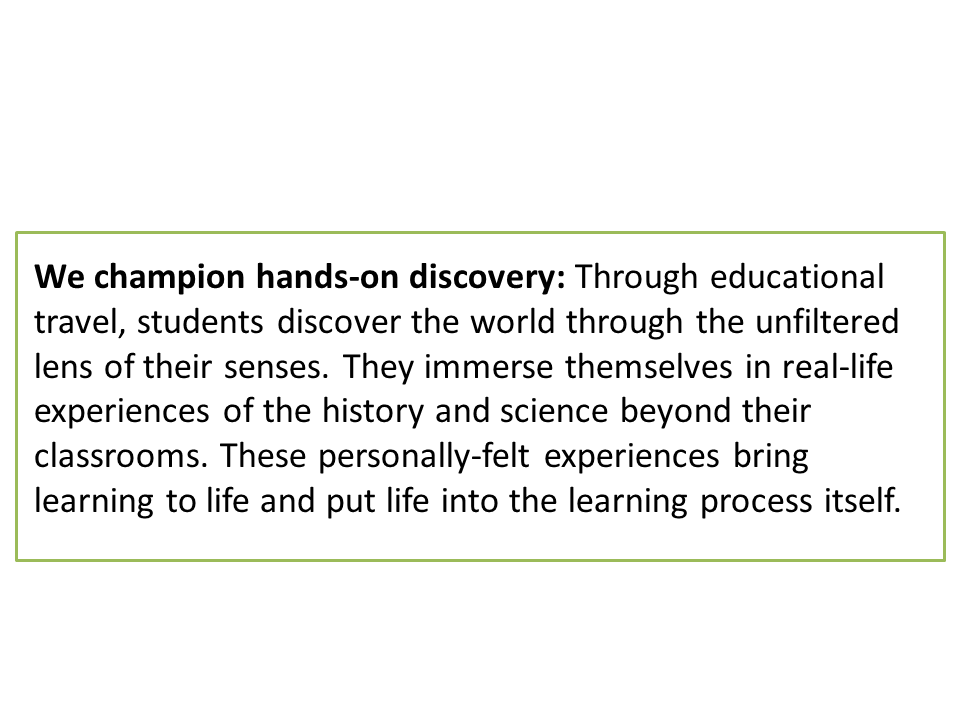 We champion hands-on discovery: Through educational
travel, students discover the world through the unfiltered
lens of their senses. They immerse themselves in real-life
experiences of the history and science beyond their
classrooms. These personally-felt experiences bring
learning to life and put life into the learning process itself.